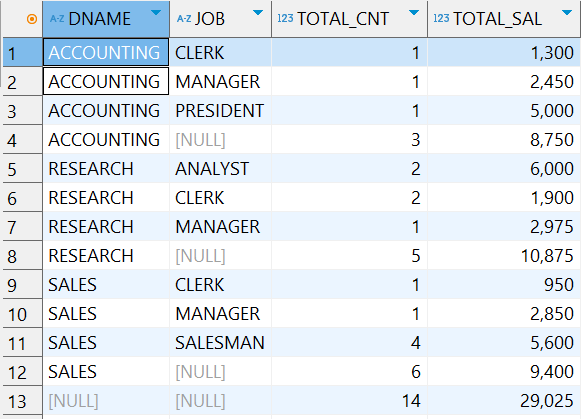 A-Z DNAME A-Z JOB 123 TOTAL_CNT 123 TOTAL_SAL
1 ACCOUNTING CLERK 1 1,300
2 ACCOUNTING MANAGER 1 2,450
3 ACCOUNTING PRESIDENT 1 5,000
4 ACCOUNTING [NULL] 3 8,750
5 RESEARCH ANALYST 2 6,000
6 RESEARCH CLERK 2 1,900
7 RESEARCH MANAGER 1 2,975
8 RESEARCH [NULL] 5 10,875
9 SALES CLERK 1 950
10 SALES MANAGER 1 2,850
11 SALES SALESMAN 4 5,600
12 SALES [NULL] 6 9,400
13 [NULL] [NULL] 14 29,025